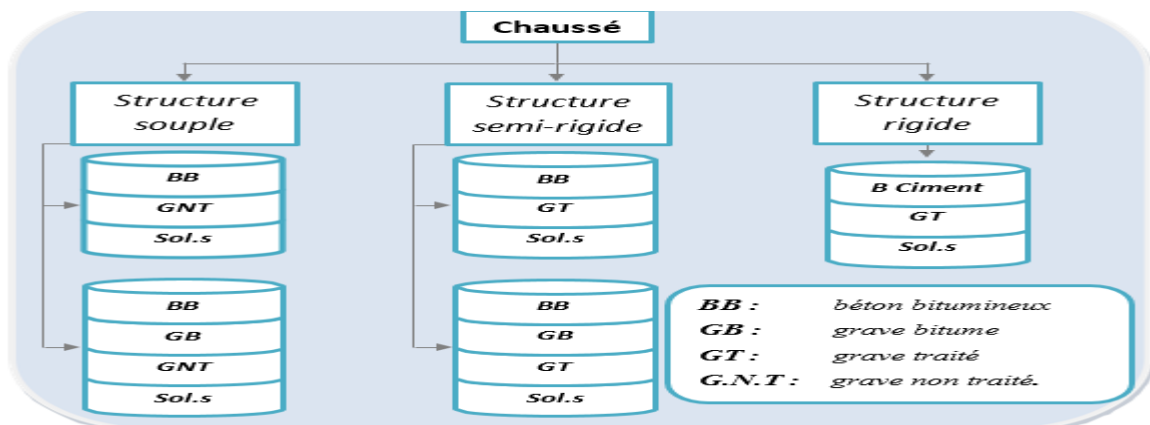 Chaussé
Structure
souple
BB
GNT
Sol.s
BB
GB
GNT
Sol.s
Structure
semi-rigide
BB
GT
Sol.s
BB
GB
GT
Sol.s
Structure
rigide
B Ciment
GT
Sol.s
BB : béton bitumineux
GB : grave bitume
GT : grave traité
G.N.T : grave non traité.